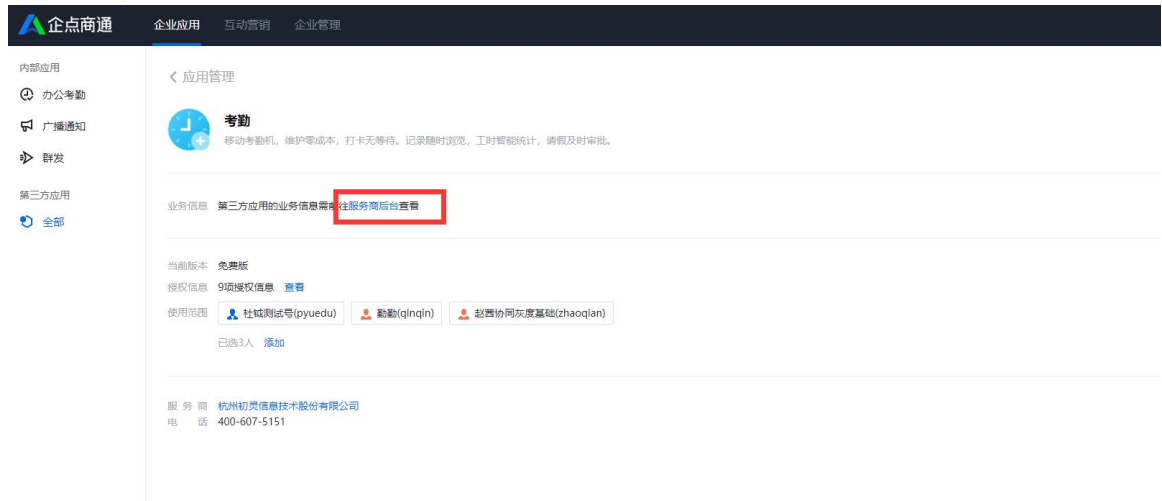 企点商通 企业应用 互动营销 企业管理
内部应用
办公考勤
广播通知
群发
第三方应用
全部
应用管理
考勤
移动考勤机，维护零成本，打卡无等待。记录随时浏览，工时智能统计，请假及时审批。
业务信息 第三方应用的业务信息需前往服务商后台查看
当前版本 免费版
授权信息 9项授权信息 查看
使用范围 杜钺测试号(pyuedu) 勤勤(qinqin) 赵茜协同灰度基础(zhaoqian)
已选3人 添加
服务商 杭州初灵信息技术股份有限公司
电话 400-607-5151